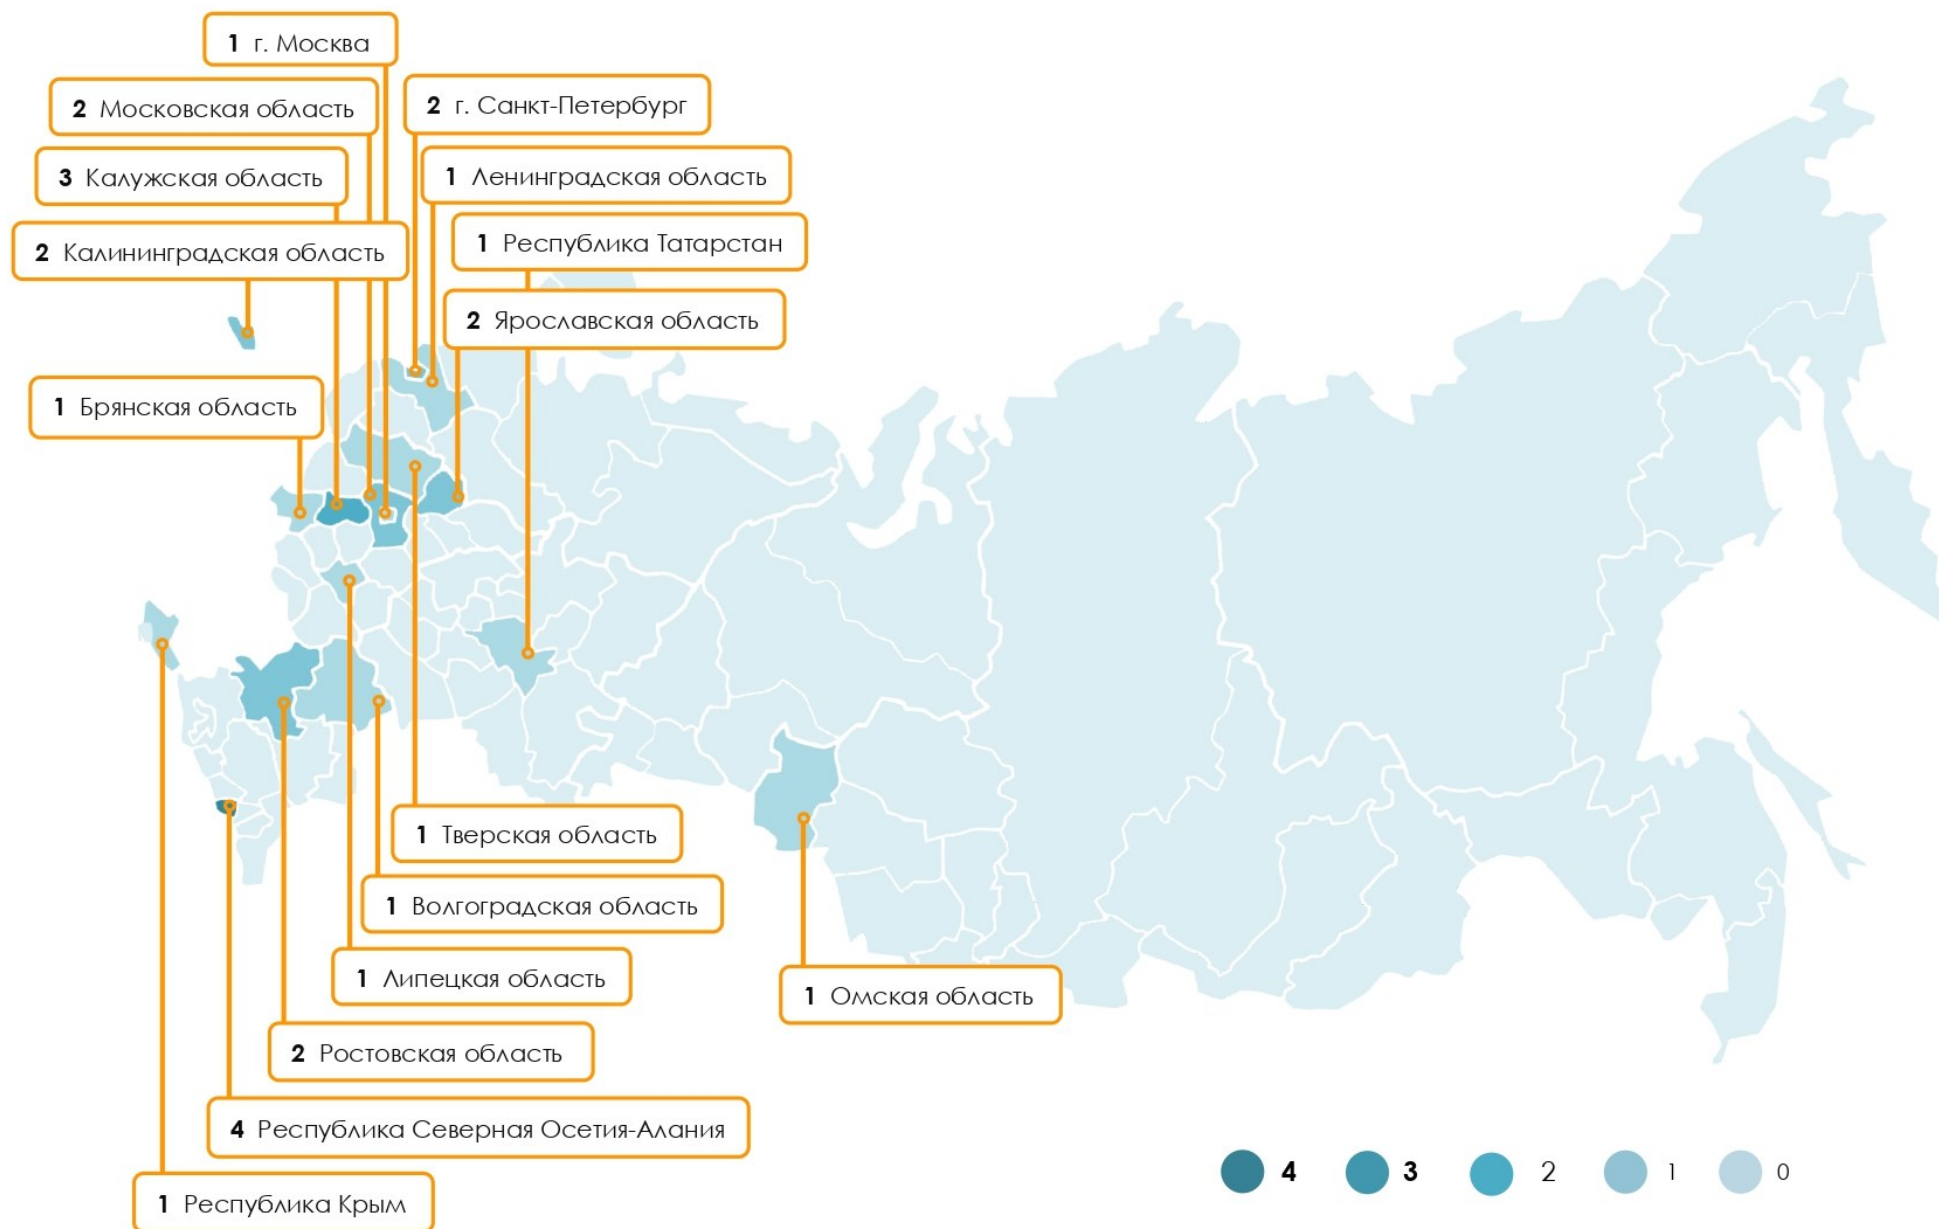 1 г. Москва
2 Московская область
2 г. Санкт-Петербург
3 Калужская область
1 Ленинградская область
2 Калининградская область
1 Республика Татарстан
2 Ярославская область
1 Брянская область
1 Тверская область
1 Волгоградская область
1 Липецкая область
1 Омская область
2 Ростовская область
4 Республика Северная Осетия-Алания
1 Республика Крым
4 3 2 1 0